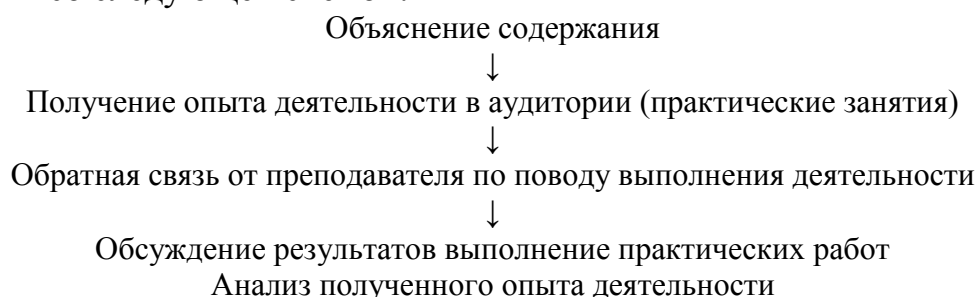 Объяснение содержания
↓
Получение опыта деятельности в аудитории (практические занятия)
↓
Обратная связь от преподавателя по поводу выполнения деятельности
↓
Обсуждение результатов выполнение практических работ
Анализ полученного опыта деятельности